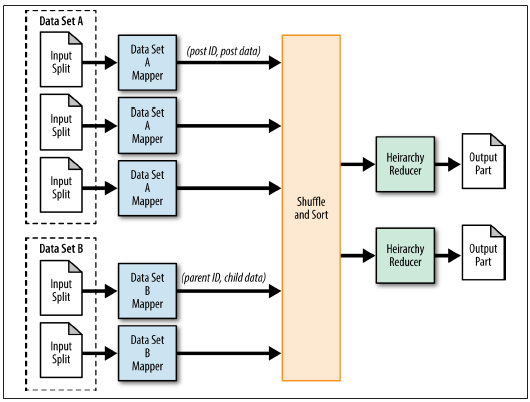 Data Set A
Input
Split
Data Set
A
Mapper
(post ID, post data)
Input
Split
Data Set
A
Mapper
Input
Split
Data Set
A
Mapper
Shuffle
and Sort
Heirarchy
Reducer
Output
Part
Heirarchy
Reducer
Output
Part
Data Set B
Input
Split
Data Set
B
Mapper
(parent ID, child data)
Input
Split
Data Set
B
Mapper